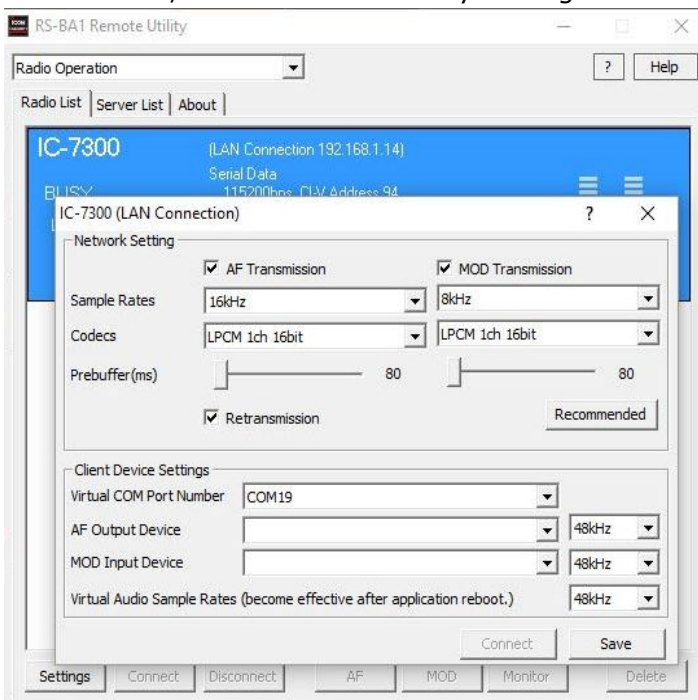 RS-BA1 Remote Utility
Radio Operation
? Help
Radio List Server List About
IC-7300 (LAN Connection 192.168.1.14)
Serial Data
BUSY 115200bps, CI-V Address 94
IC-7300 (LAN Connection) ? X
Network Setting
AF Transmission MOD Transmission
Sample Rates 16kHz 8kHz
Codecs LPCM 1ch 16bit LPCM 1ch 16bit
Prebuffer(ms) 80 80
Retransmission Recommended
Client Device Settings
Virtual COM Port Number COM19
AF Output Device 48kHz
MOD Input Device 48kHz
Virtual Audio Sample Rates (become effective after application reboot.) 48kHz
Connect Save
Settings Connect Disconnect AF MOD Monitor Delete